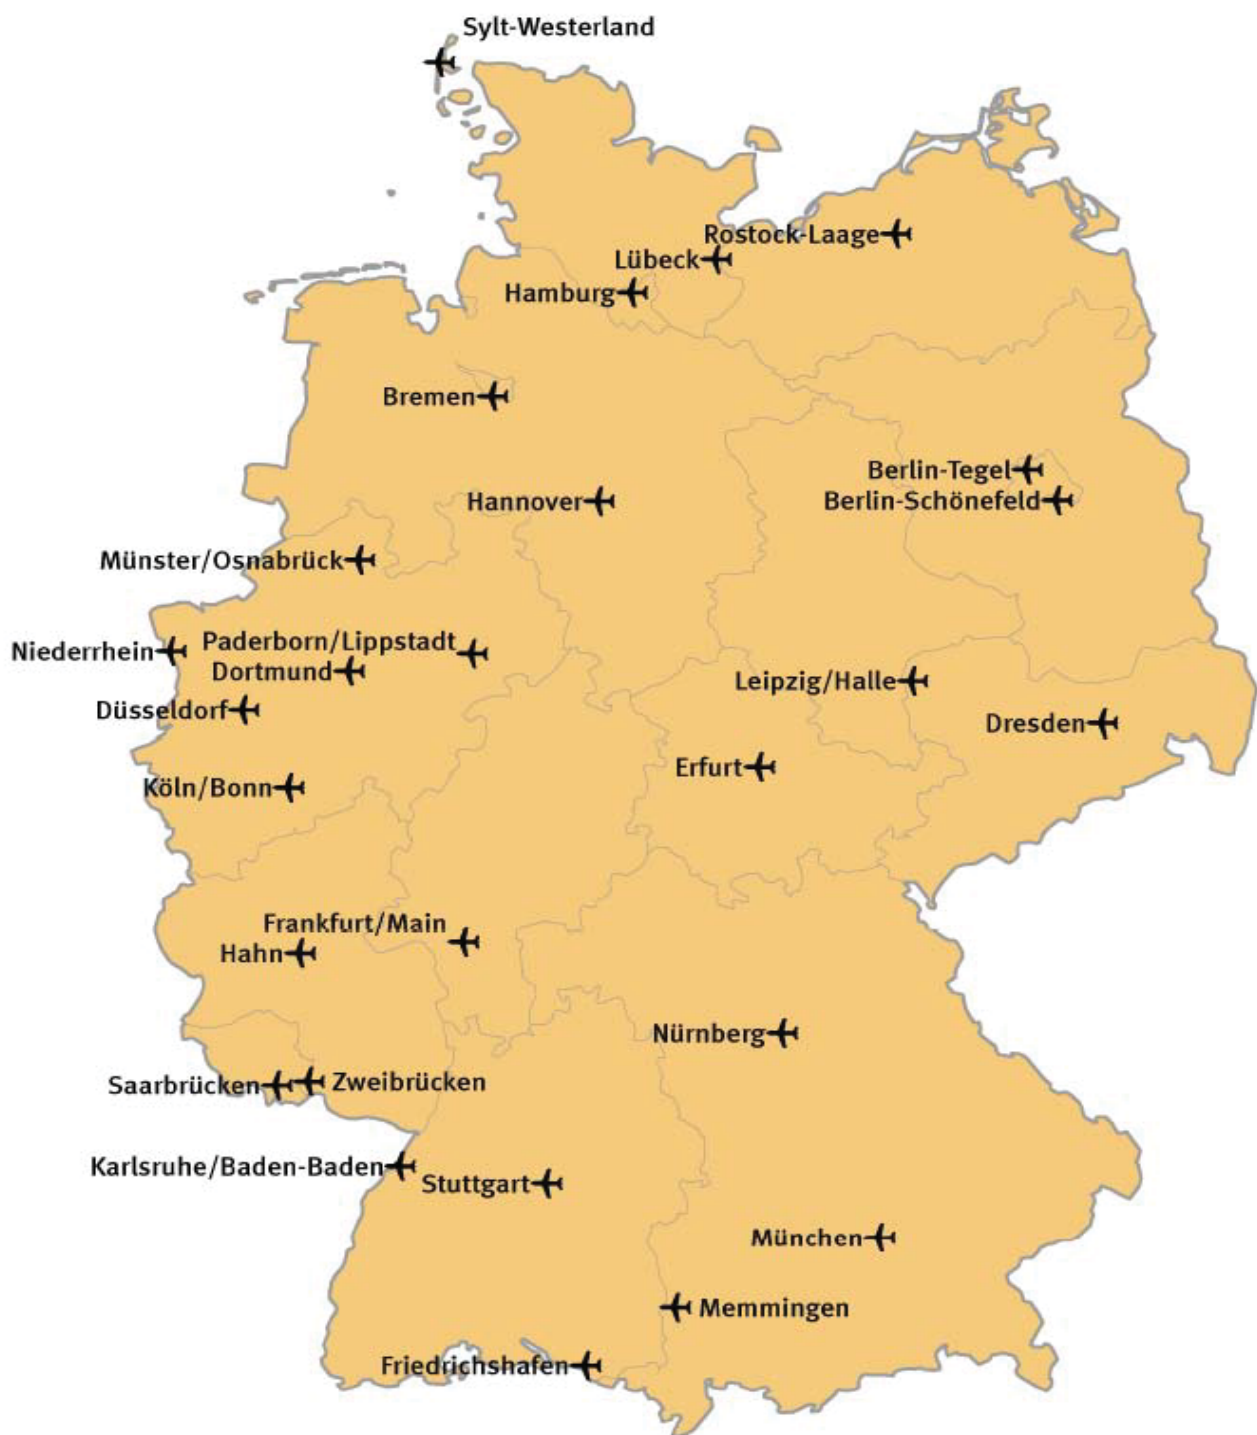 Sylt-Westerland
Rostock-Laage
Lübeck
Hamburg
Bremen
Berlin-Tegel
Berlin-Schönefeld
Hannover
Münster/Osnabrück
Paderborn/Lippstadt
Niederrhein
Dortmund
Leipzig/Halle
Düsseldorf
Dresden
Erfurt
Köln/Bonn
Frankfurt/Main
Hahn
Nürnberg
Saarbrücken
Zweibrücken
Karlsruhe/Baden-Baden
Stuttgart
München
Memmingen
Friedrichshafen